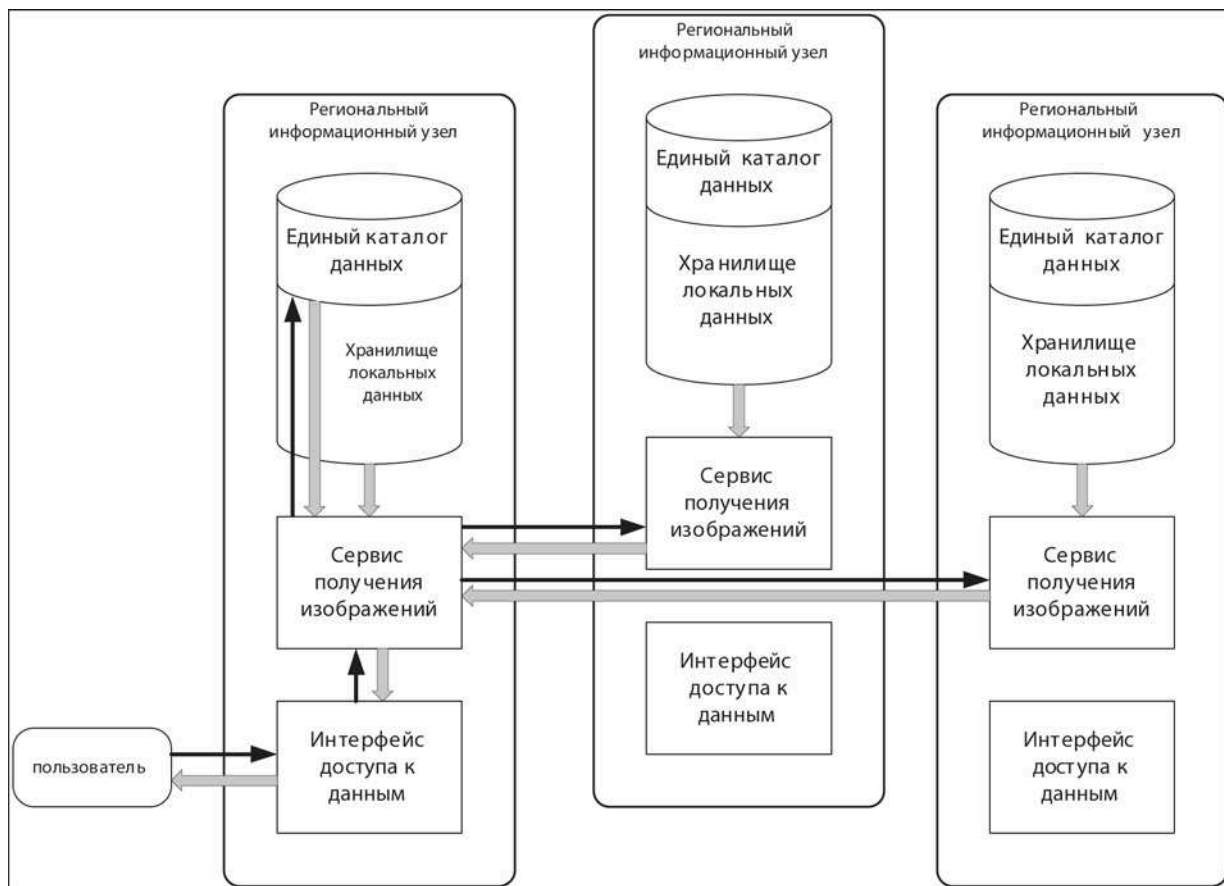 Региональный
информационный узел
Единый каталог
данных
Хранилище
локальных
данных
Сервис
получения
изображений
Интерфейс
доступа к
данным
пользователь
Региональный
информационный узел
Единый каталог
данных
Хранилище
локальных
данных
Сервис
получения
изображений
Интерфейс
доступа к
данным
Региональный
информационный узел
Единый каталог
данных
Хранилище
локальных
данных
Сервис
получения
изображений
Интерфейс
доступа к
данным